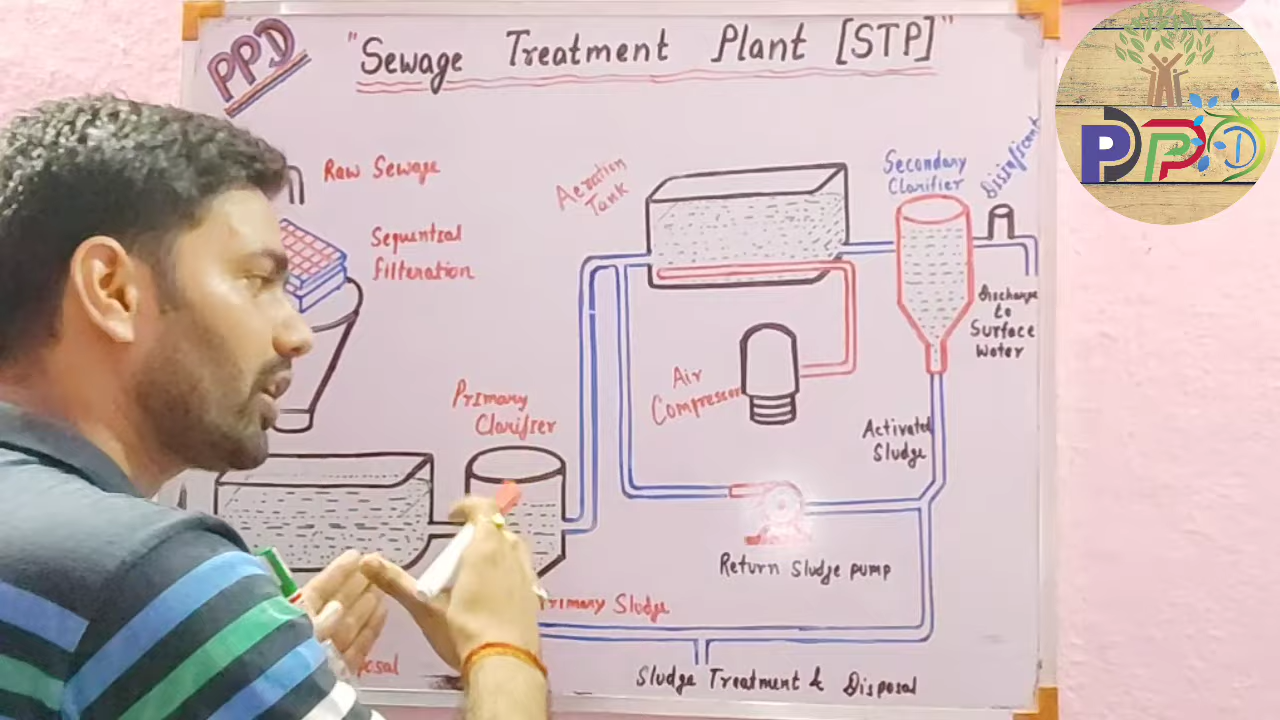 PPD
"Sewage Treatment Plant [STP]"
PPD
Raw Sewage
Sequential
filteration
Aeration
Tank
Secondary
Clarifier
Disinfectant
Discharge
to
Surface
Water
Primary
Clarifier
Air
Compressor
Activated
Sludge
Return Sludge pump
Primary Sludge
Sludge Treatment & Disposal